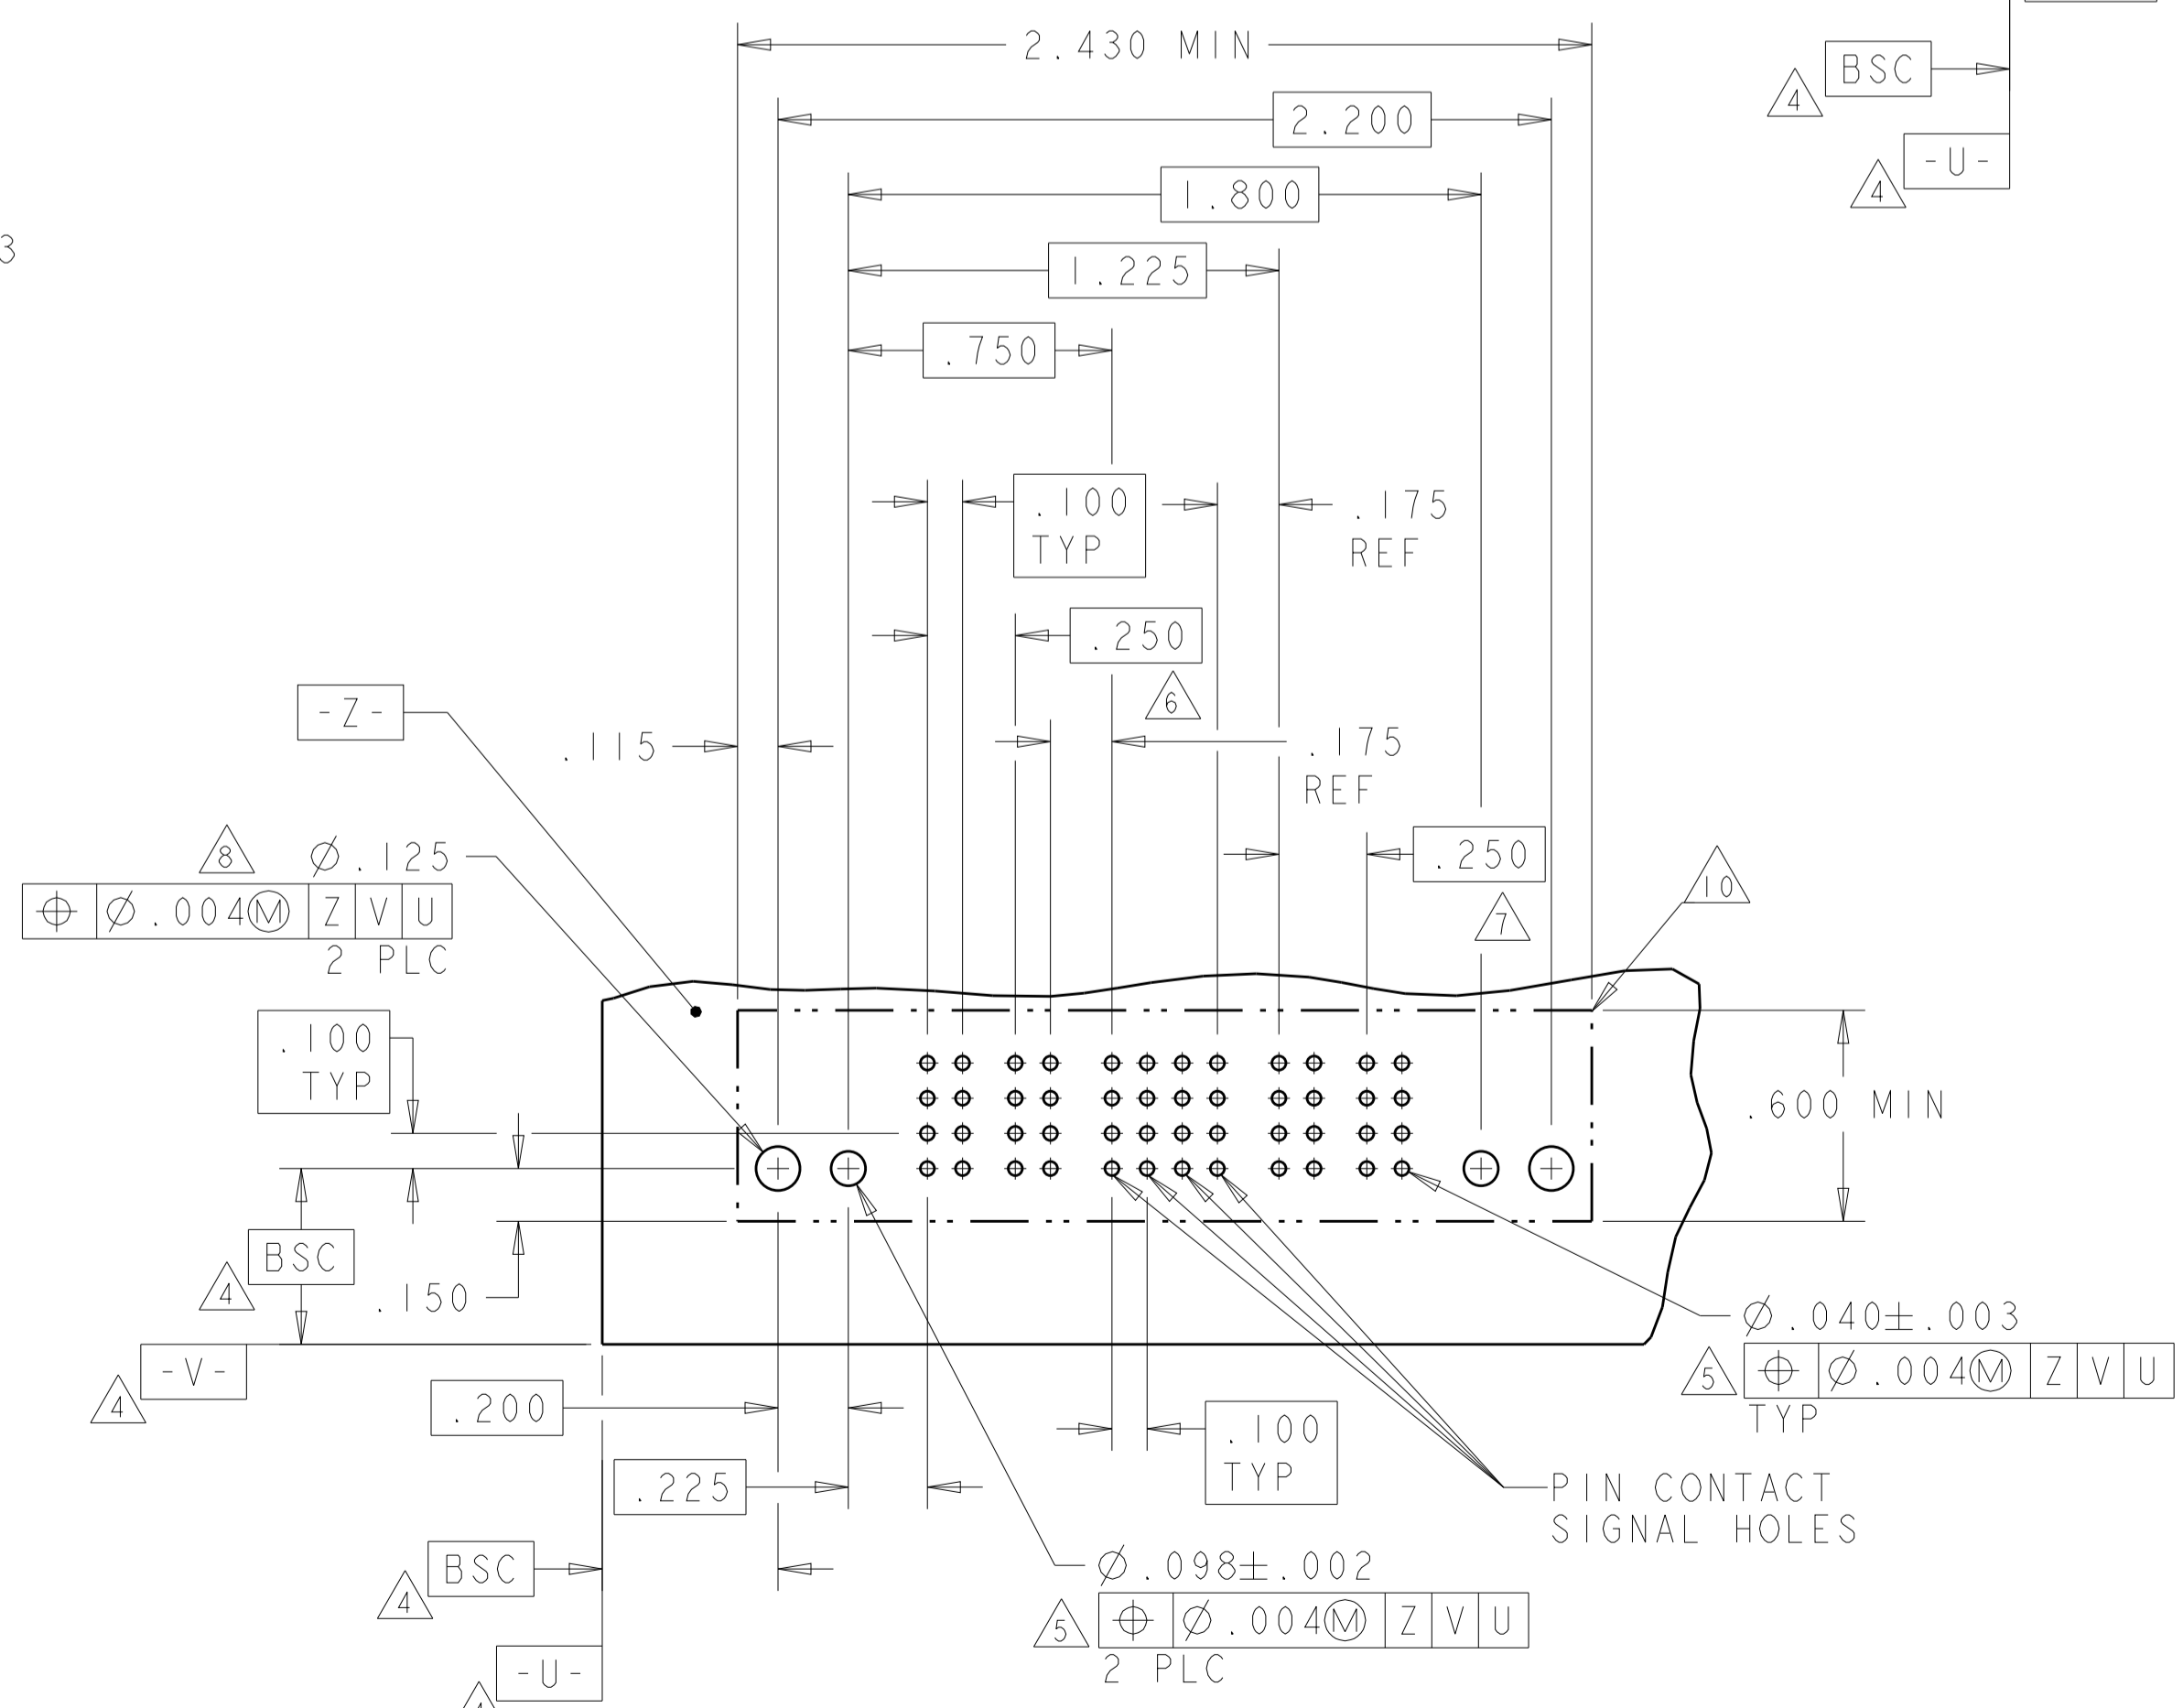 2.430 MIN
BSC
4
2.200
-U-
4
1.800
3
1.225
.750
.100
TYP
.175
REF
.250
6
-Z-
.115
.175
REF
8 Ø.125
⌖ Ø.004Ⓜ Z V U
2 PLC
.250
7
10
.100
TYP
.600 MIN
BSC
4
.150
-V-
4
Ø.040±.003
5 ⌖ Ø.004Ⓜ Z V U
TYP
.200
.100
TYP
.225
PIN CONTACT
SIGNAL HOLES
BSC
4
Ø.098±.002
5 ⌖ Ø.004Ⓜ Z V U
2 PLC
-U-
4